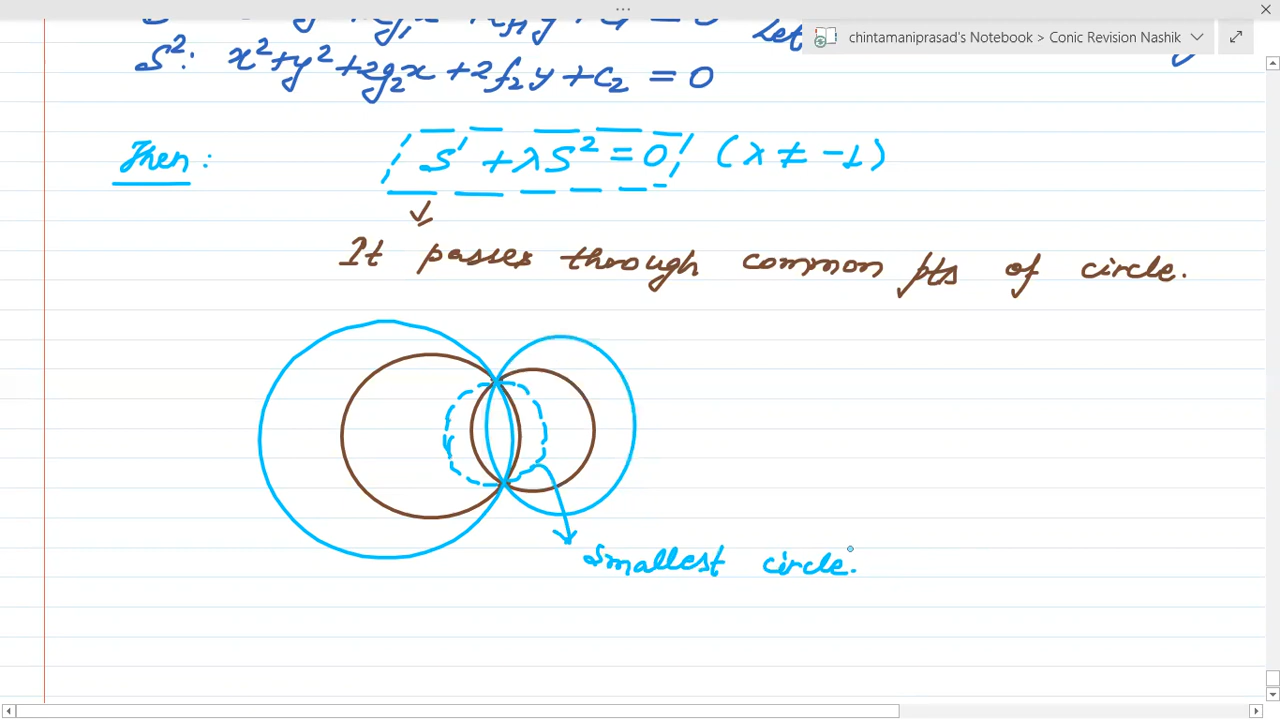 chintamaniprasad's Notebook > Conic Revision Nashik
Let
S²: x²+y²+2g₂x+2f₂y+c₂ = 0
Then : S' + λS² = 0 (λ ≠ -1)
It passes through common pts of circle.
Smallest circle.